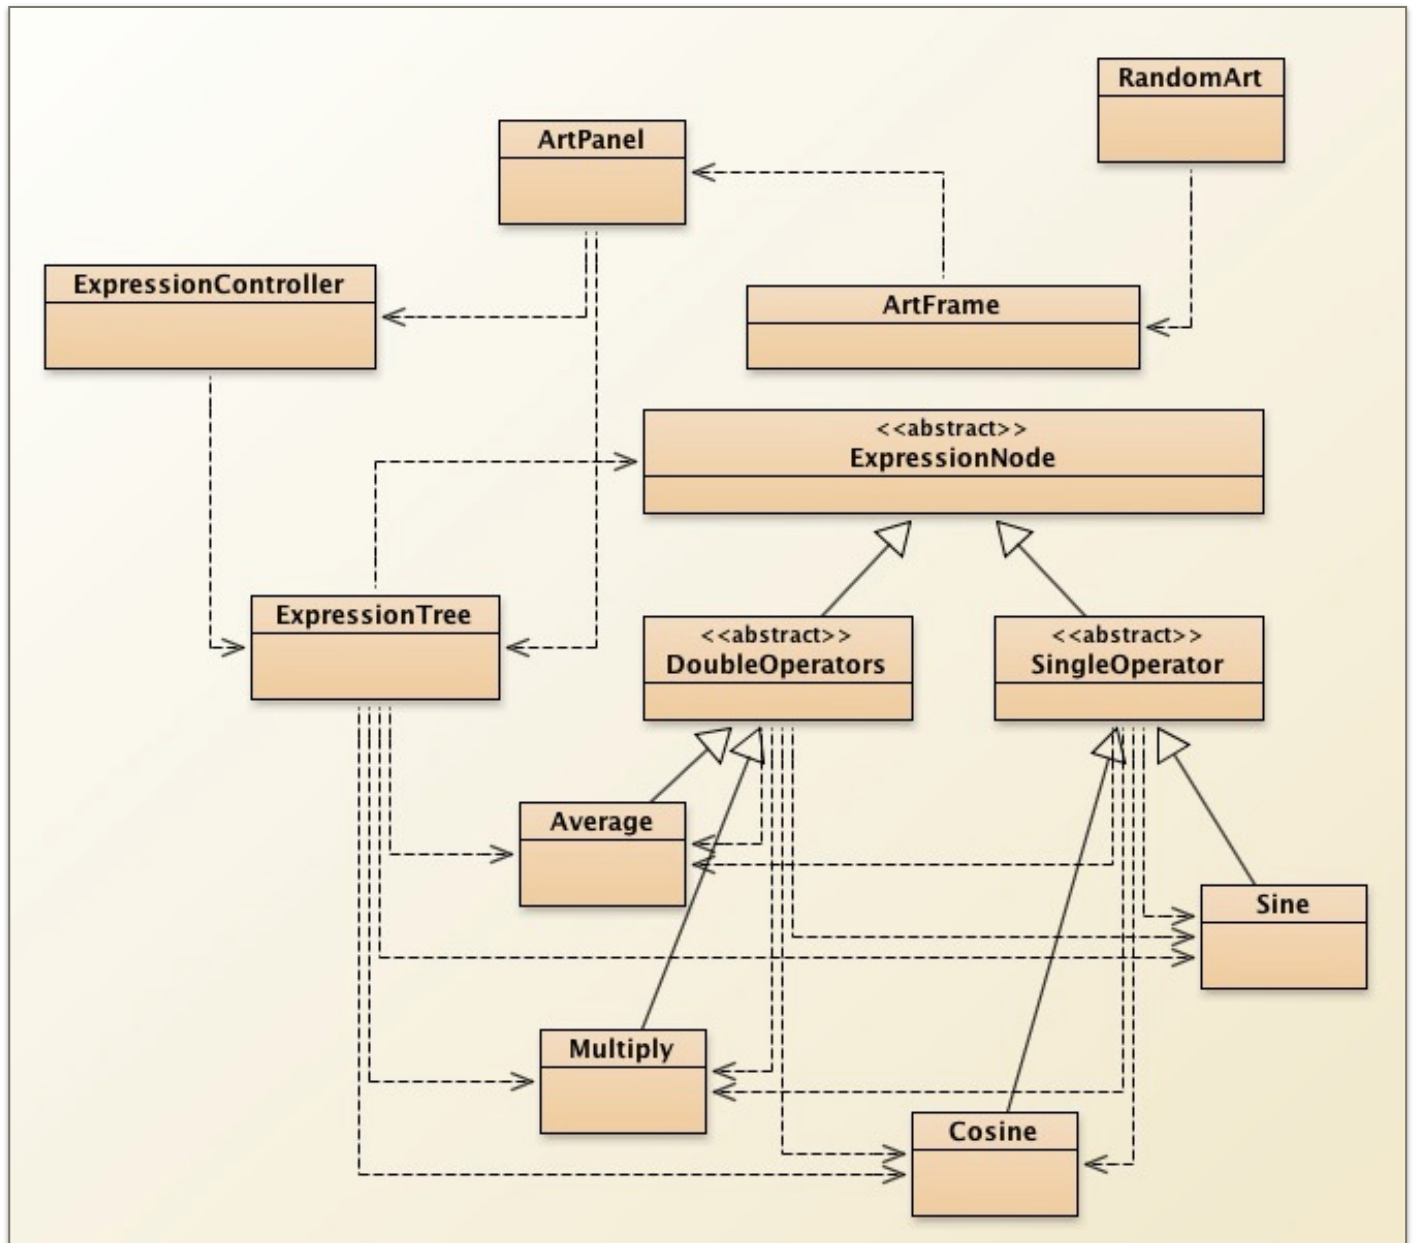 RandomArt
ArtPanel
ExpressionController
ArtFrame
<<abstract>>
ExpressionNode
ExpressionTree
<<abstract>>
DoubleOperators
<<abstract>>
SingleOperator
Average
Sine
Multiply
Cosine